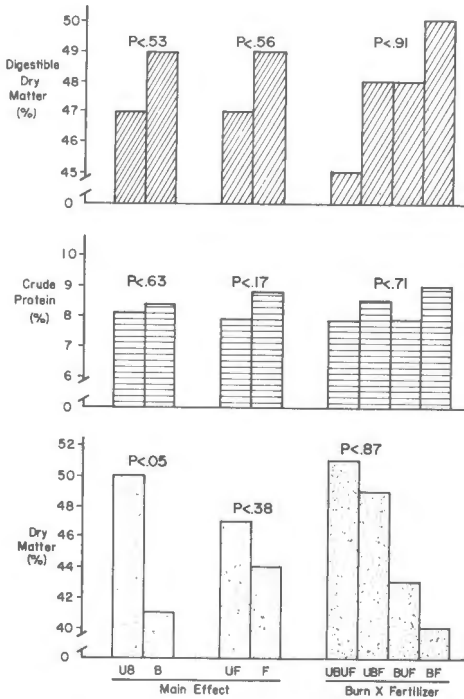 50
49
48
47
46
45
0
Digestible
Dry
Matter
(%)
P<.53
P<.56
P<.91
10
9
8
7
6
0
Crude
Protein
(%)
P<.63
P<.17
P<.71
52
50
48
46
44
42
40
0
Dry
Matter
(%)
P<.05
P<.38
P<.87
UB B UF F UBUF UBF BUF BF
Main Effect Burn X Fertilizer